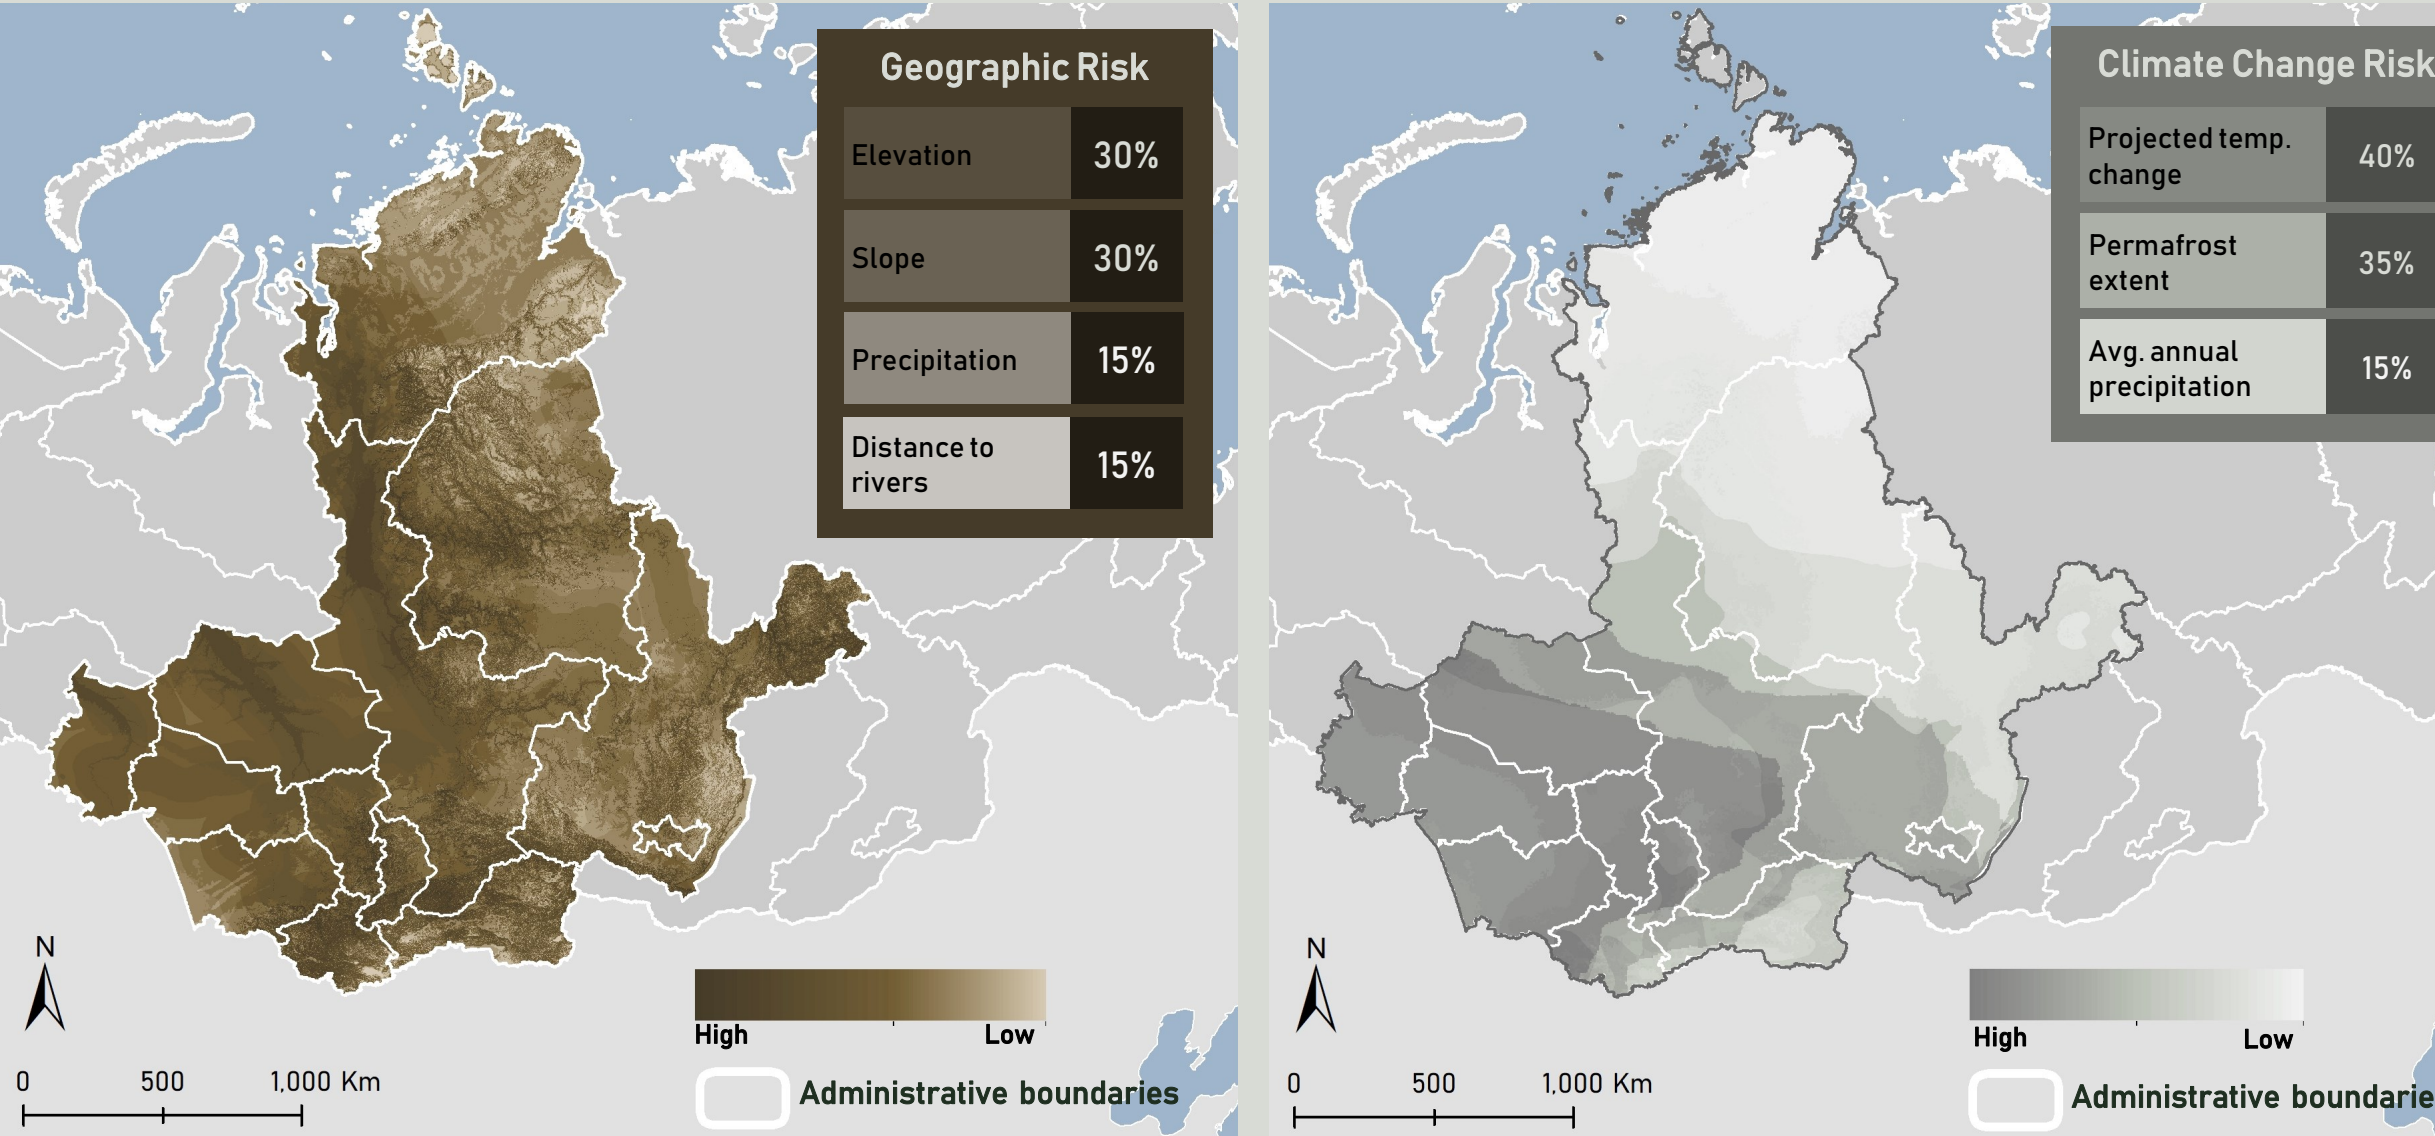 Geographic Risk
Elevation 30%
Slope 30%
Precipitation 15%
Distance to
rivers
15%
N
High Low
0 500 1,000 Km
Administrative boundaries
Climate Change Risk
Projected temp.
change
40%
Permafrost
extent
35%
Avg. annual
precipitation
15%
N
High Low
0 500 1,000 Km
Administrative boundarie